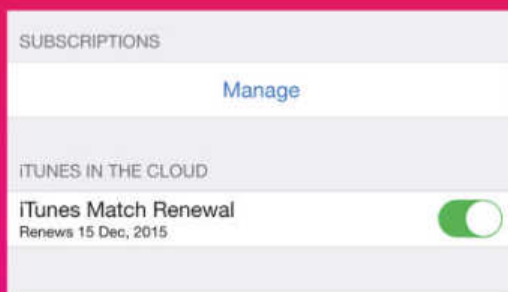 SUBSCRIPTIONS
Manage
iTUNES IN THE CLOUD
iTunes Match Renewal
Renews 15 Dec, 2015